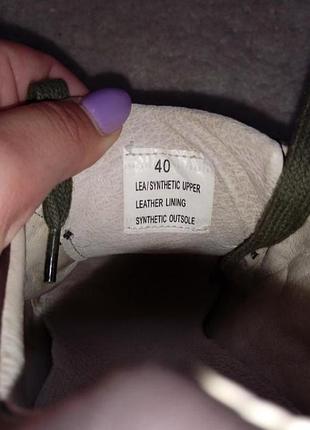 40
LEA/SYNTHETIC UPPER
LEATHER LINING
SYNTHETIC OUTSOLE